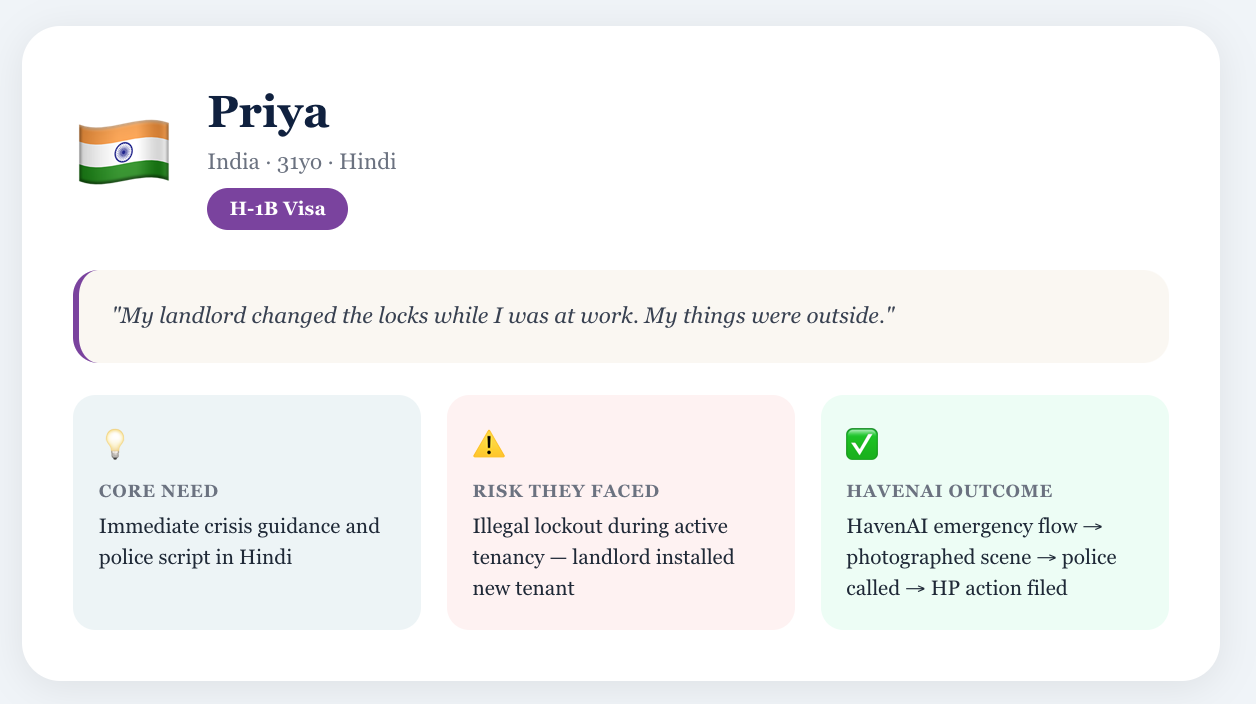 Priya
India · 31yo · Hindi
H-1B Visa
"My landlord changed the locks while I was at work. My things were outside."
CORE NEED
Immediate crisis guidance and
police script in Hindi
RISK THEY FACED
Illegal lockout during active
tenancy — landlord installed
new tenant
HAVENAI OUTCOME
HavenAI emergency flow →
photographed scene → police
called → HP action filed